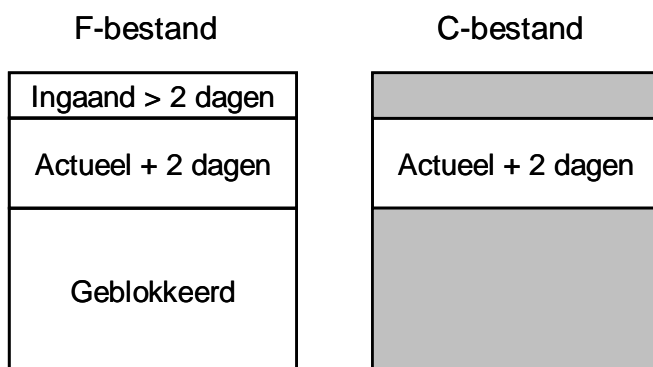 F-bestand
C-bestand
Ingaand > 2 dagen
Actueel + 2 dagen
Actueel + 2 dagen
Geblokkeerd